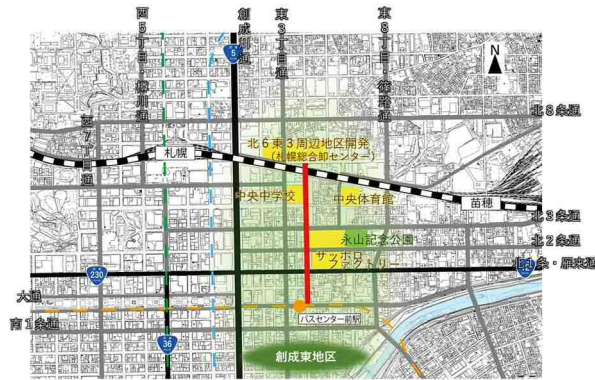 西5丁目・樽川通
創成川通
東3丁目通
東8丁目・篠路通
5
N
西7丁目通
北8条通
札幌
北6東3周辺地区開発
(札幌総合卸センター)
中央中学校
中央体育館
苗穂
北3条通
永山記念公園
北2条通
サッポロ
ファクトリー
北1条・雁来通
230
12
大通
バスセンター前駅
南1条通
36
創成東地区